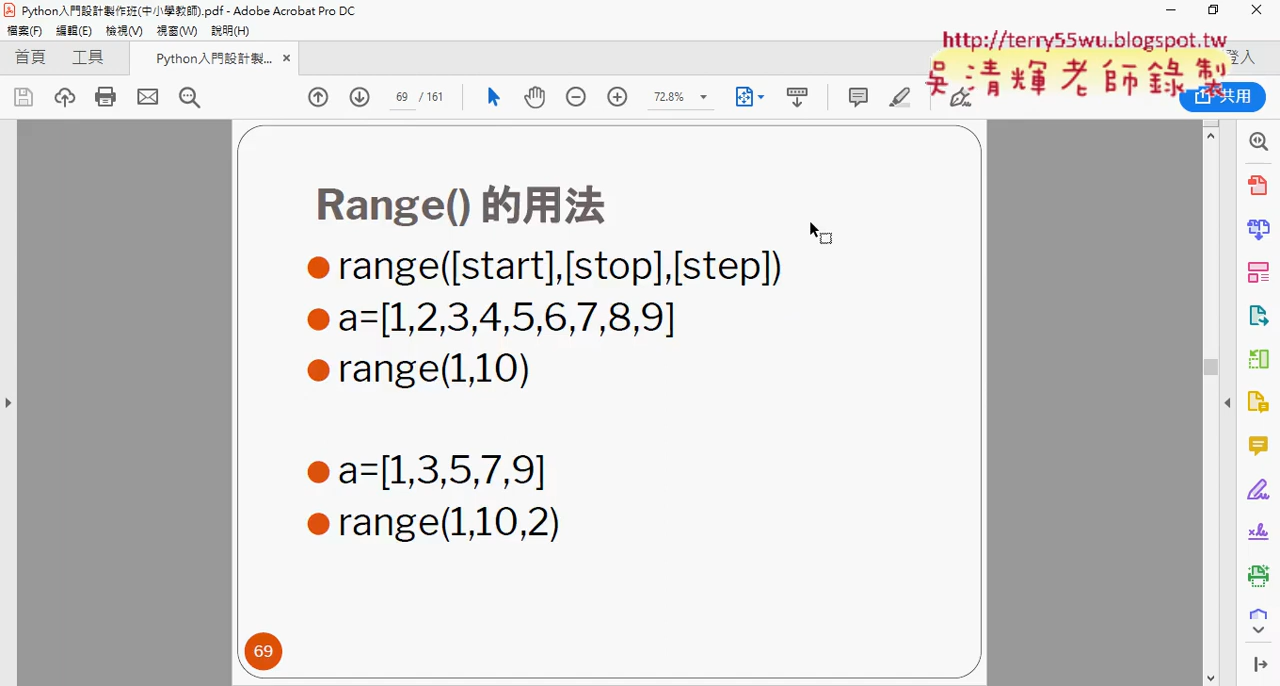 Python入門設計製作班(中小學教師).pdf - Adobe Acrobat Pro DC
檔案(F) 編輯(E) 檢視(V) 視窗(W) 說明(H)
http://terry55wu.blogspot.tw
首頁 工具 Python入門設計製... × 登入
吳清輝老師錄製
69 / 161 72.8% 共用
Range() 的用法
range([start],[stop],[step])
a=[1,2,3,4,5,6,7,8,9]
range(1,10)
a=[1,3,5,7,9]
range(1,10,2)
69